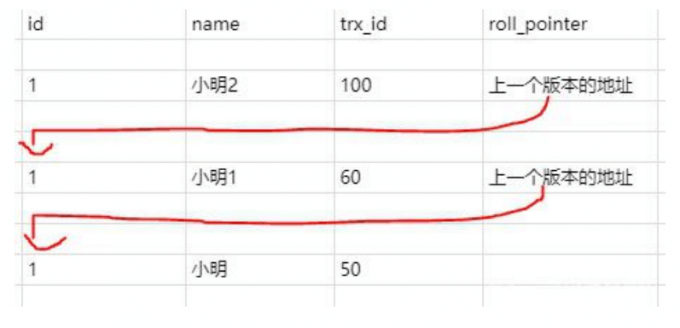 id name trx_id roll_pointer
1 小明2 100 上一个版本的地址
1 小明1 60 上一个版本的地址
1 小明 50